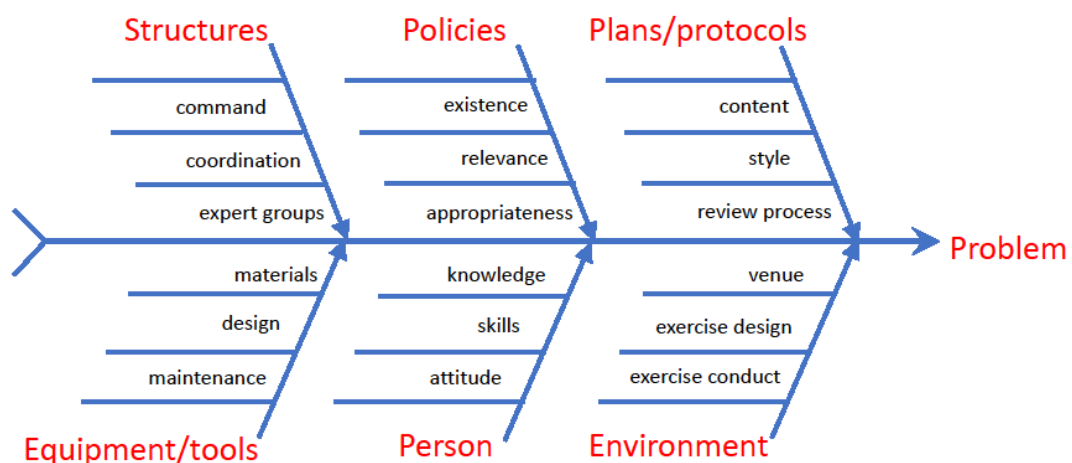 Structures
Policies
Plans/protocols
command
existence
content
coordination
relevance
style
expert groups
appropriateness
review process
Problem
materials
knowledge
venue
design
skills
exercise design
maintenance
attitude
exercise conduct
Equipment/tools
Person
Environment